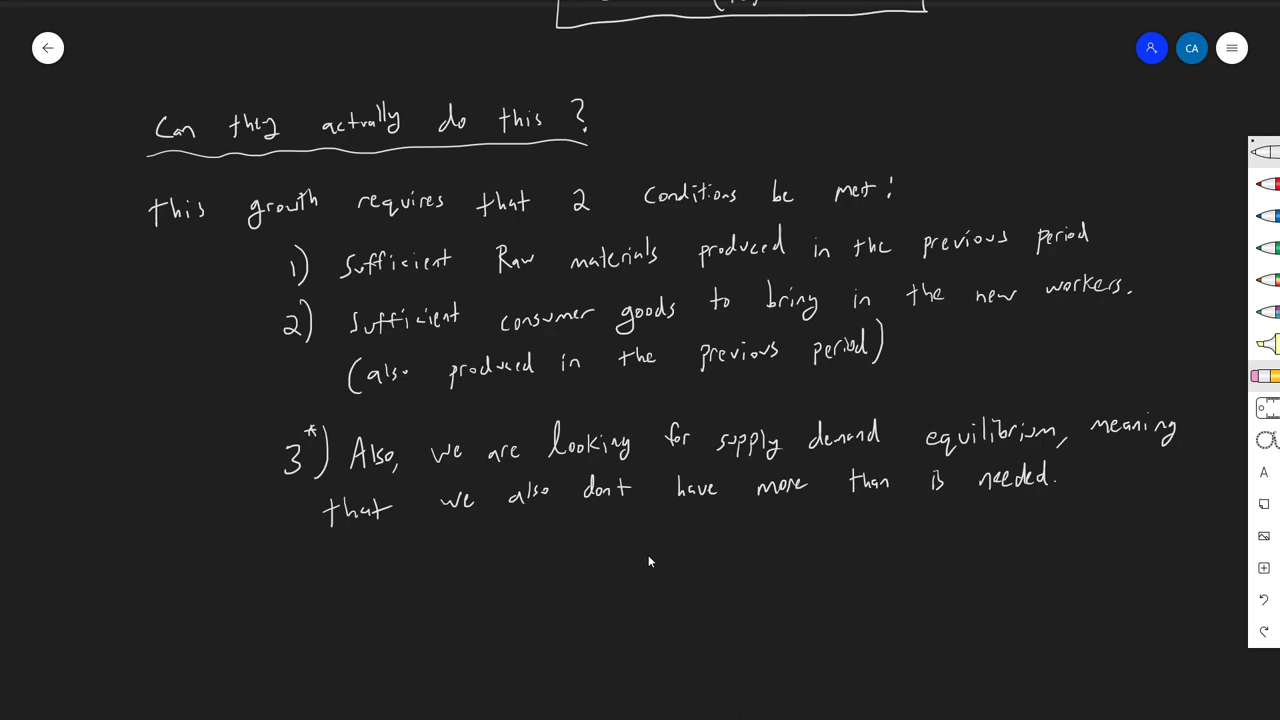 CA
Can they actually do this ?
This growth requires that 2 conditions be met:
1) Sufficient Raw materials produced in the previous period
2) Sufficient consumer goods to bring in the new workers.
(also produced in the previous period)
3*) Also, we are looking for supply demand equilibrium, meaning
that we also dont have more than is needed.
A